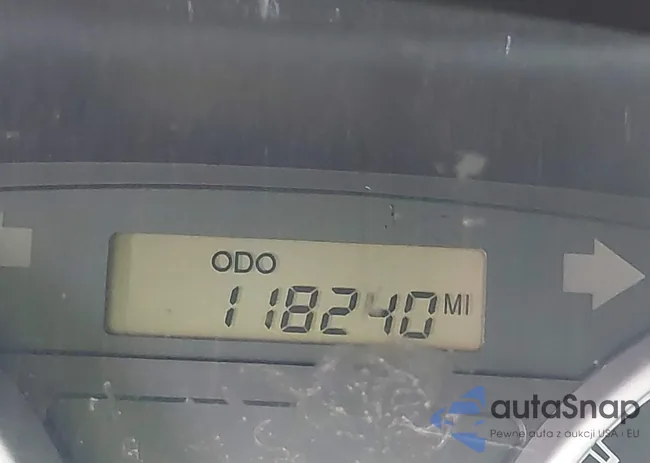 ODO
118240 MI
autaSnap
Pewne auta z aukcji USA i EU